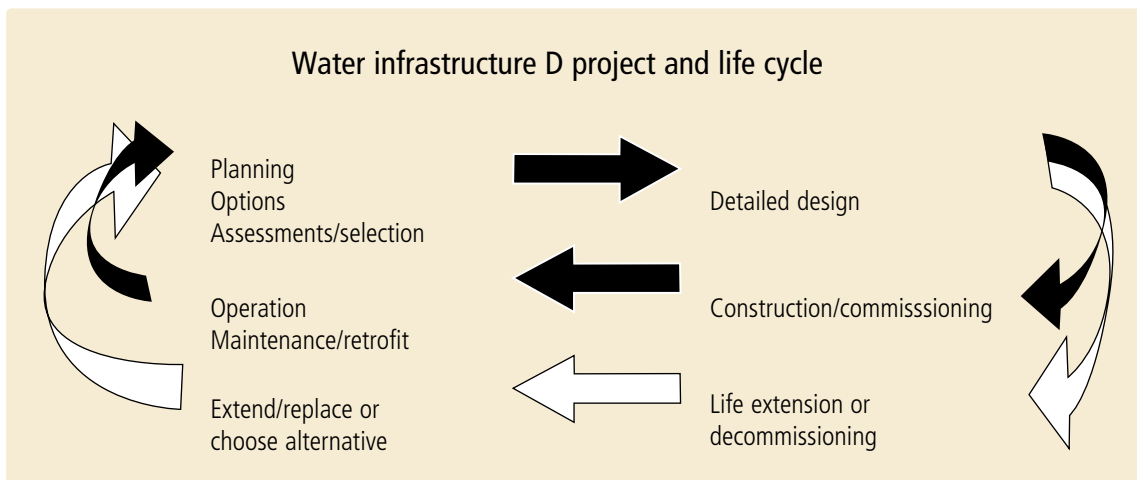 Water infrastructure D project and life cycle
Planning
Options
Assessments/selection
Detailed design
Operation
Maintenance/retrofit
Construction/commisssioning
Extend/replace or
choose alternative
Life extension or
decommissioning